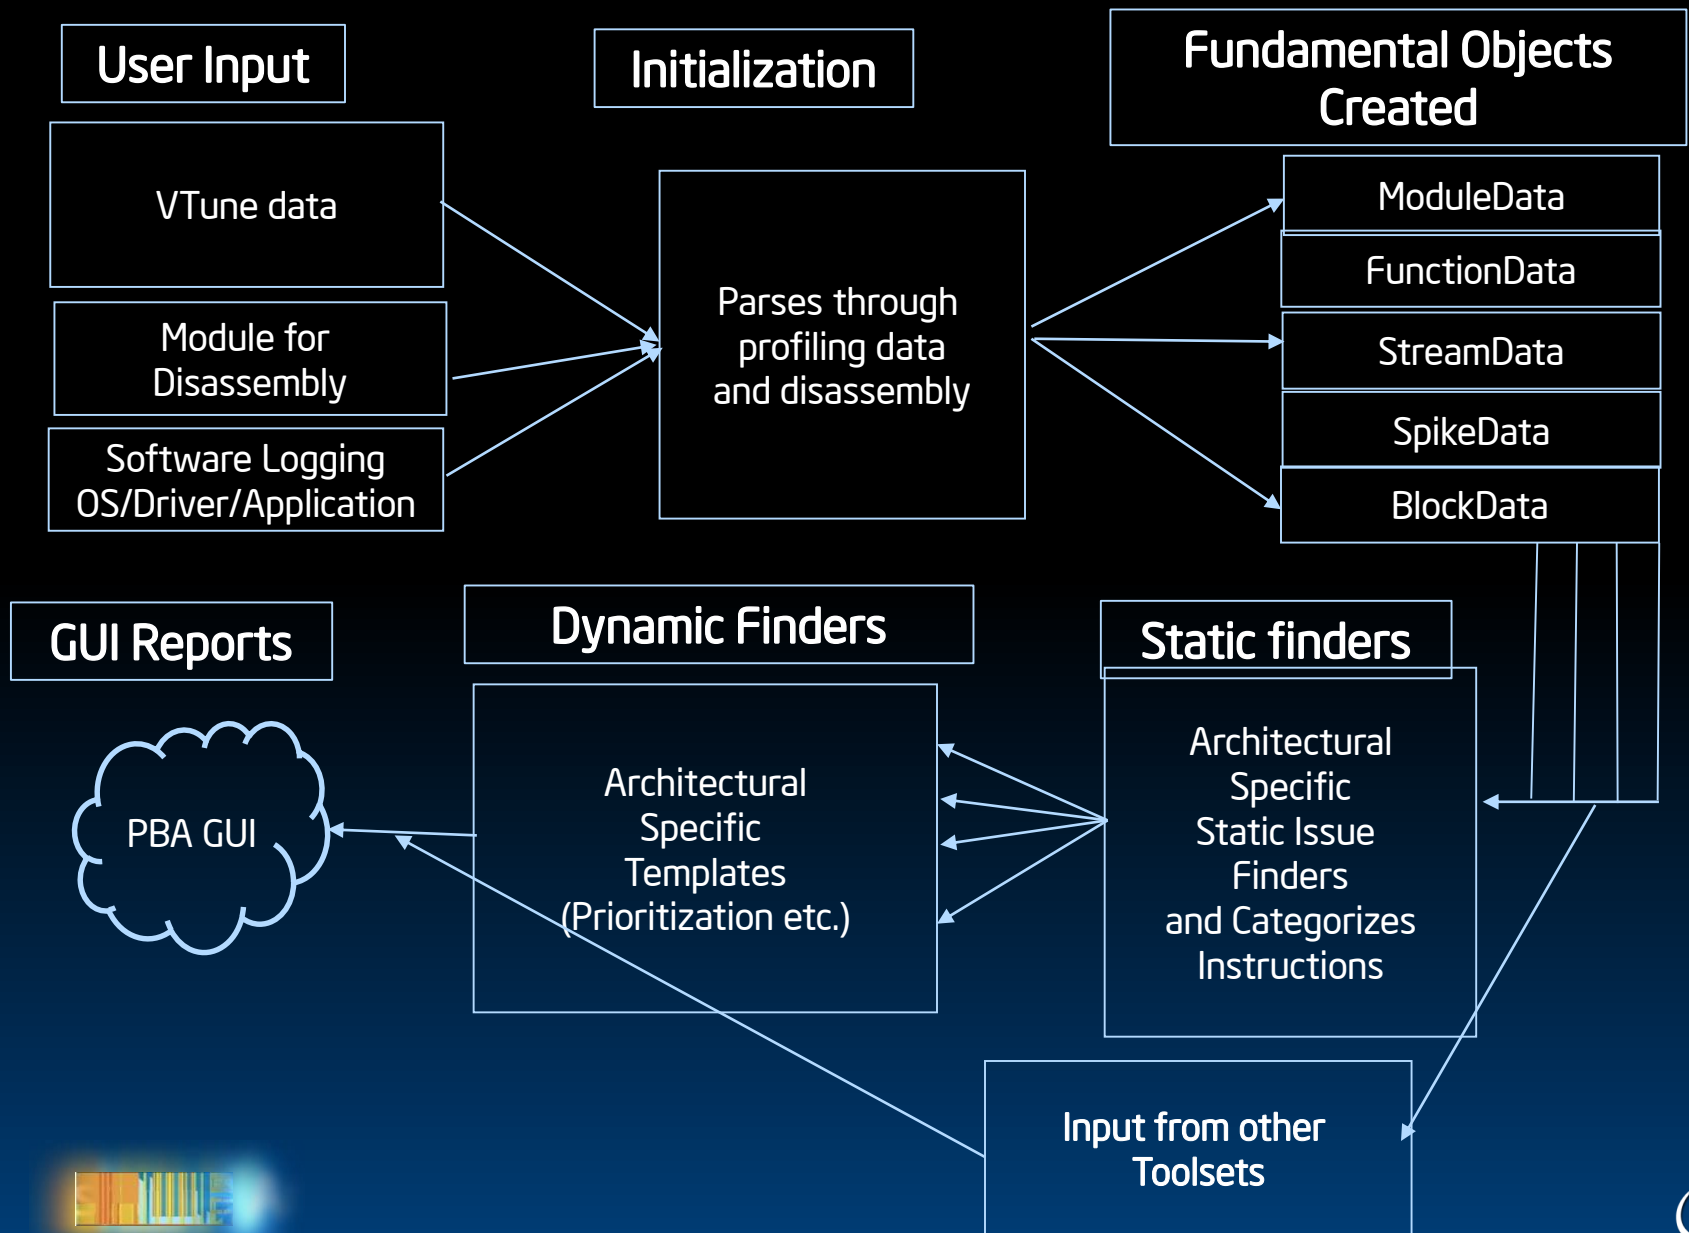 User Input
Initialization
Fundamental Objects
Created
VTune data
Module for
Disassembly
Software Logging
OS/Driver/Application
Parses through
profiling data
and disassembly
ModuleData
FunctionData
StreamData
SpikeData
BlockData
GUI Reports
Dynamic Finders
Static finders
PBA GUI
Architectural
Specific
Templates
(Prioritization etc.)
Architectural
Specific
Static Issue
Finders
and Categorizes
Instructions
Input from other
Toolsets